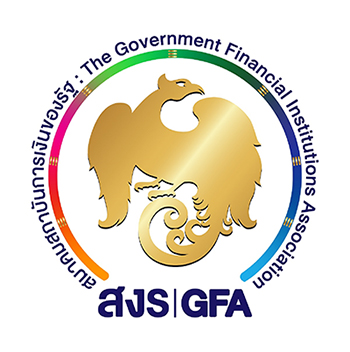 สมาคมสถาบันการเงินของรัฐ : The Government Financial Institutions Association
สงร | GFA